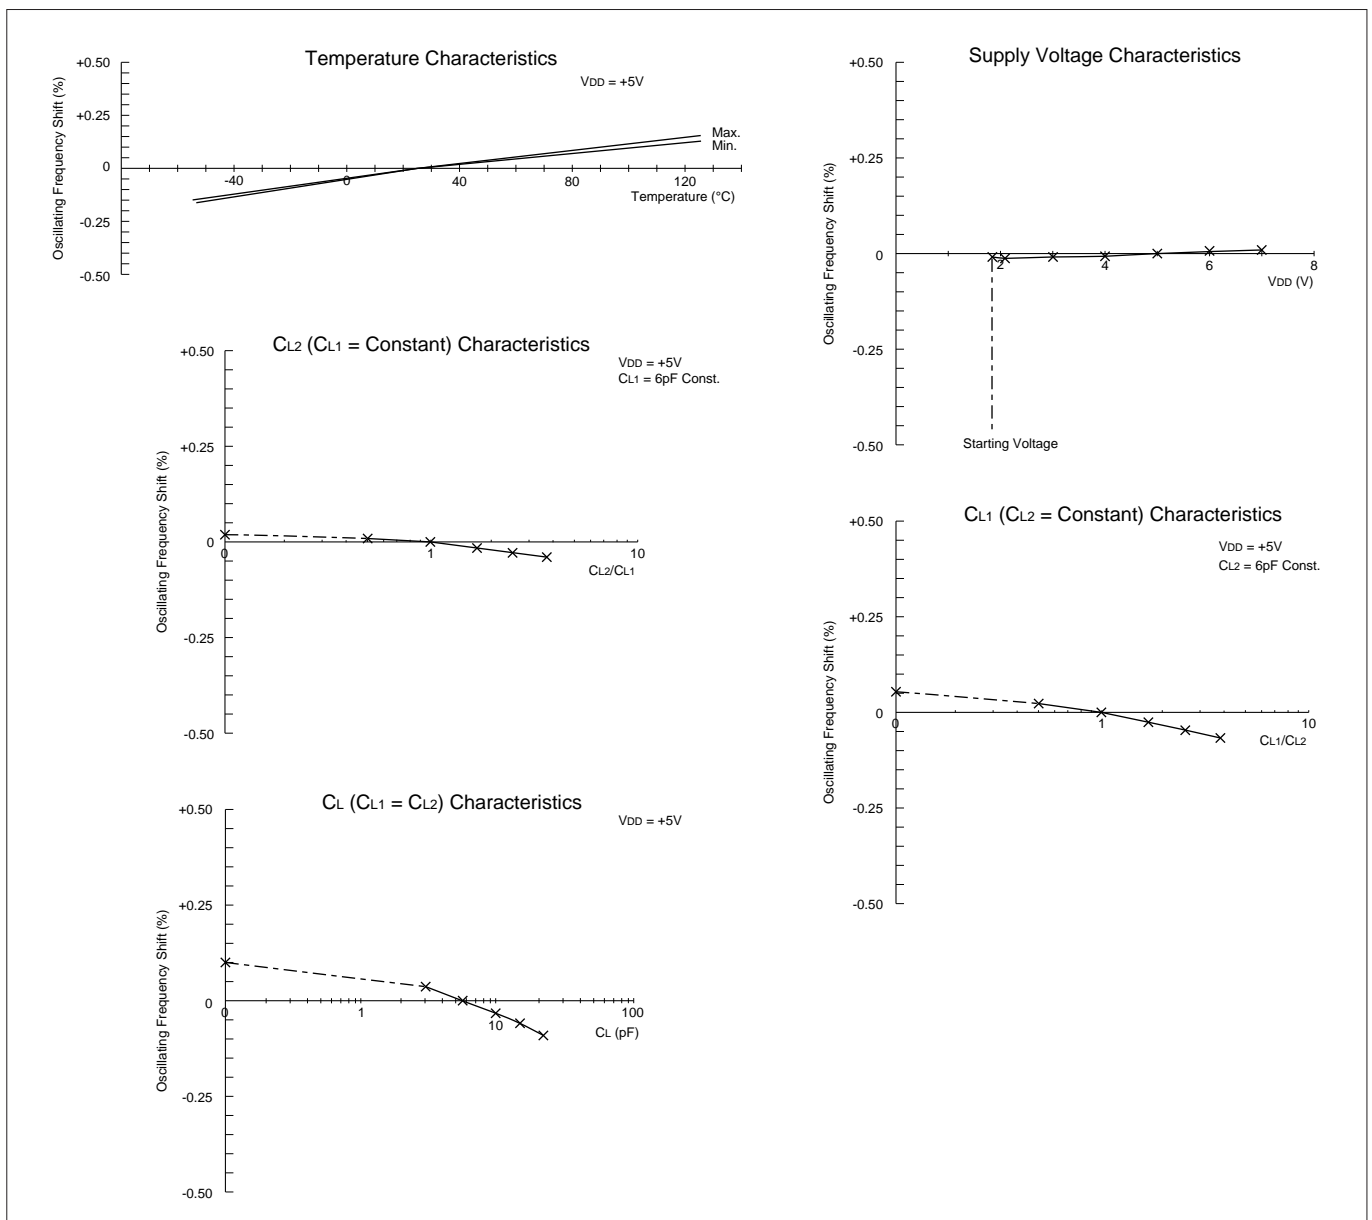 Temperature Characteristics
VDD = +5V
Oscillating Frequency Shift (%)
+0.50
+0.25
0
-0.25
-0.50
-40
0
40
80
120
Max.
Min.
Temperature (°C)
Supply Voltage Characteristics
Oscillating Frequency Shift (%)
+0.50
+0.25
0
-0.25
-0.50
2
4
6
8
VDD (V)
Starting Voltage
CL2 (CL1 = Constant) Characteristics
VDD = +5V
CL1 = 6pF Const.
Oscillating Frequency Shift (%)
+0.50
+0.25
0
-0.25
-0.50
0
1
10
CL2/CL1
CL1 (CL2 = Constant) Characteristics
VDD = +5V
CL2 = 6pF Const.
Oscillating Frequency Shift (%)
+0.50
+0.25
0
-0.25
-0.50
0
1
10
CL1/CL2
CL (CL1 = CL2) Characteristics
VDD = +5V
Oscillating Frequency Shift (%)
+0.50
+0.25
0
-0.25
-0.50
0
1
10
100
CL (pF)